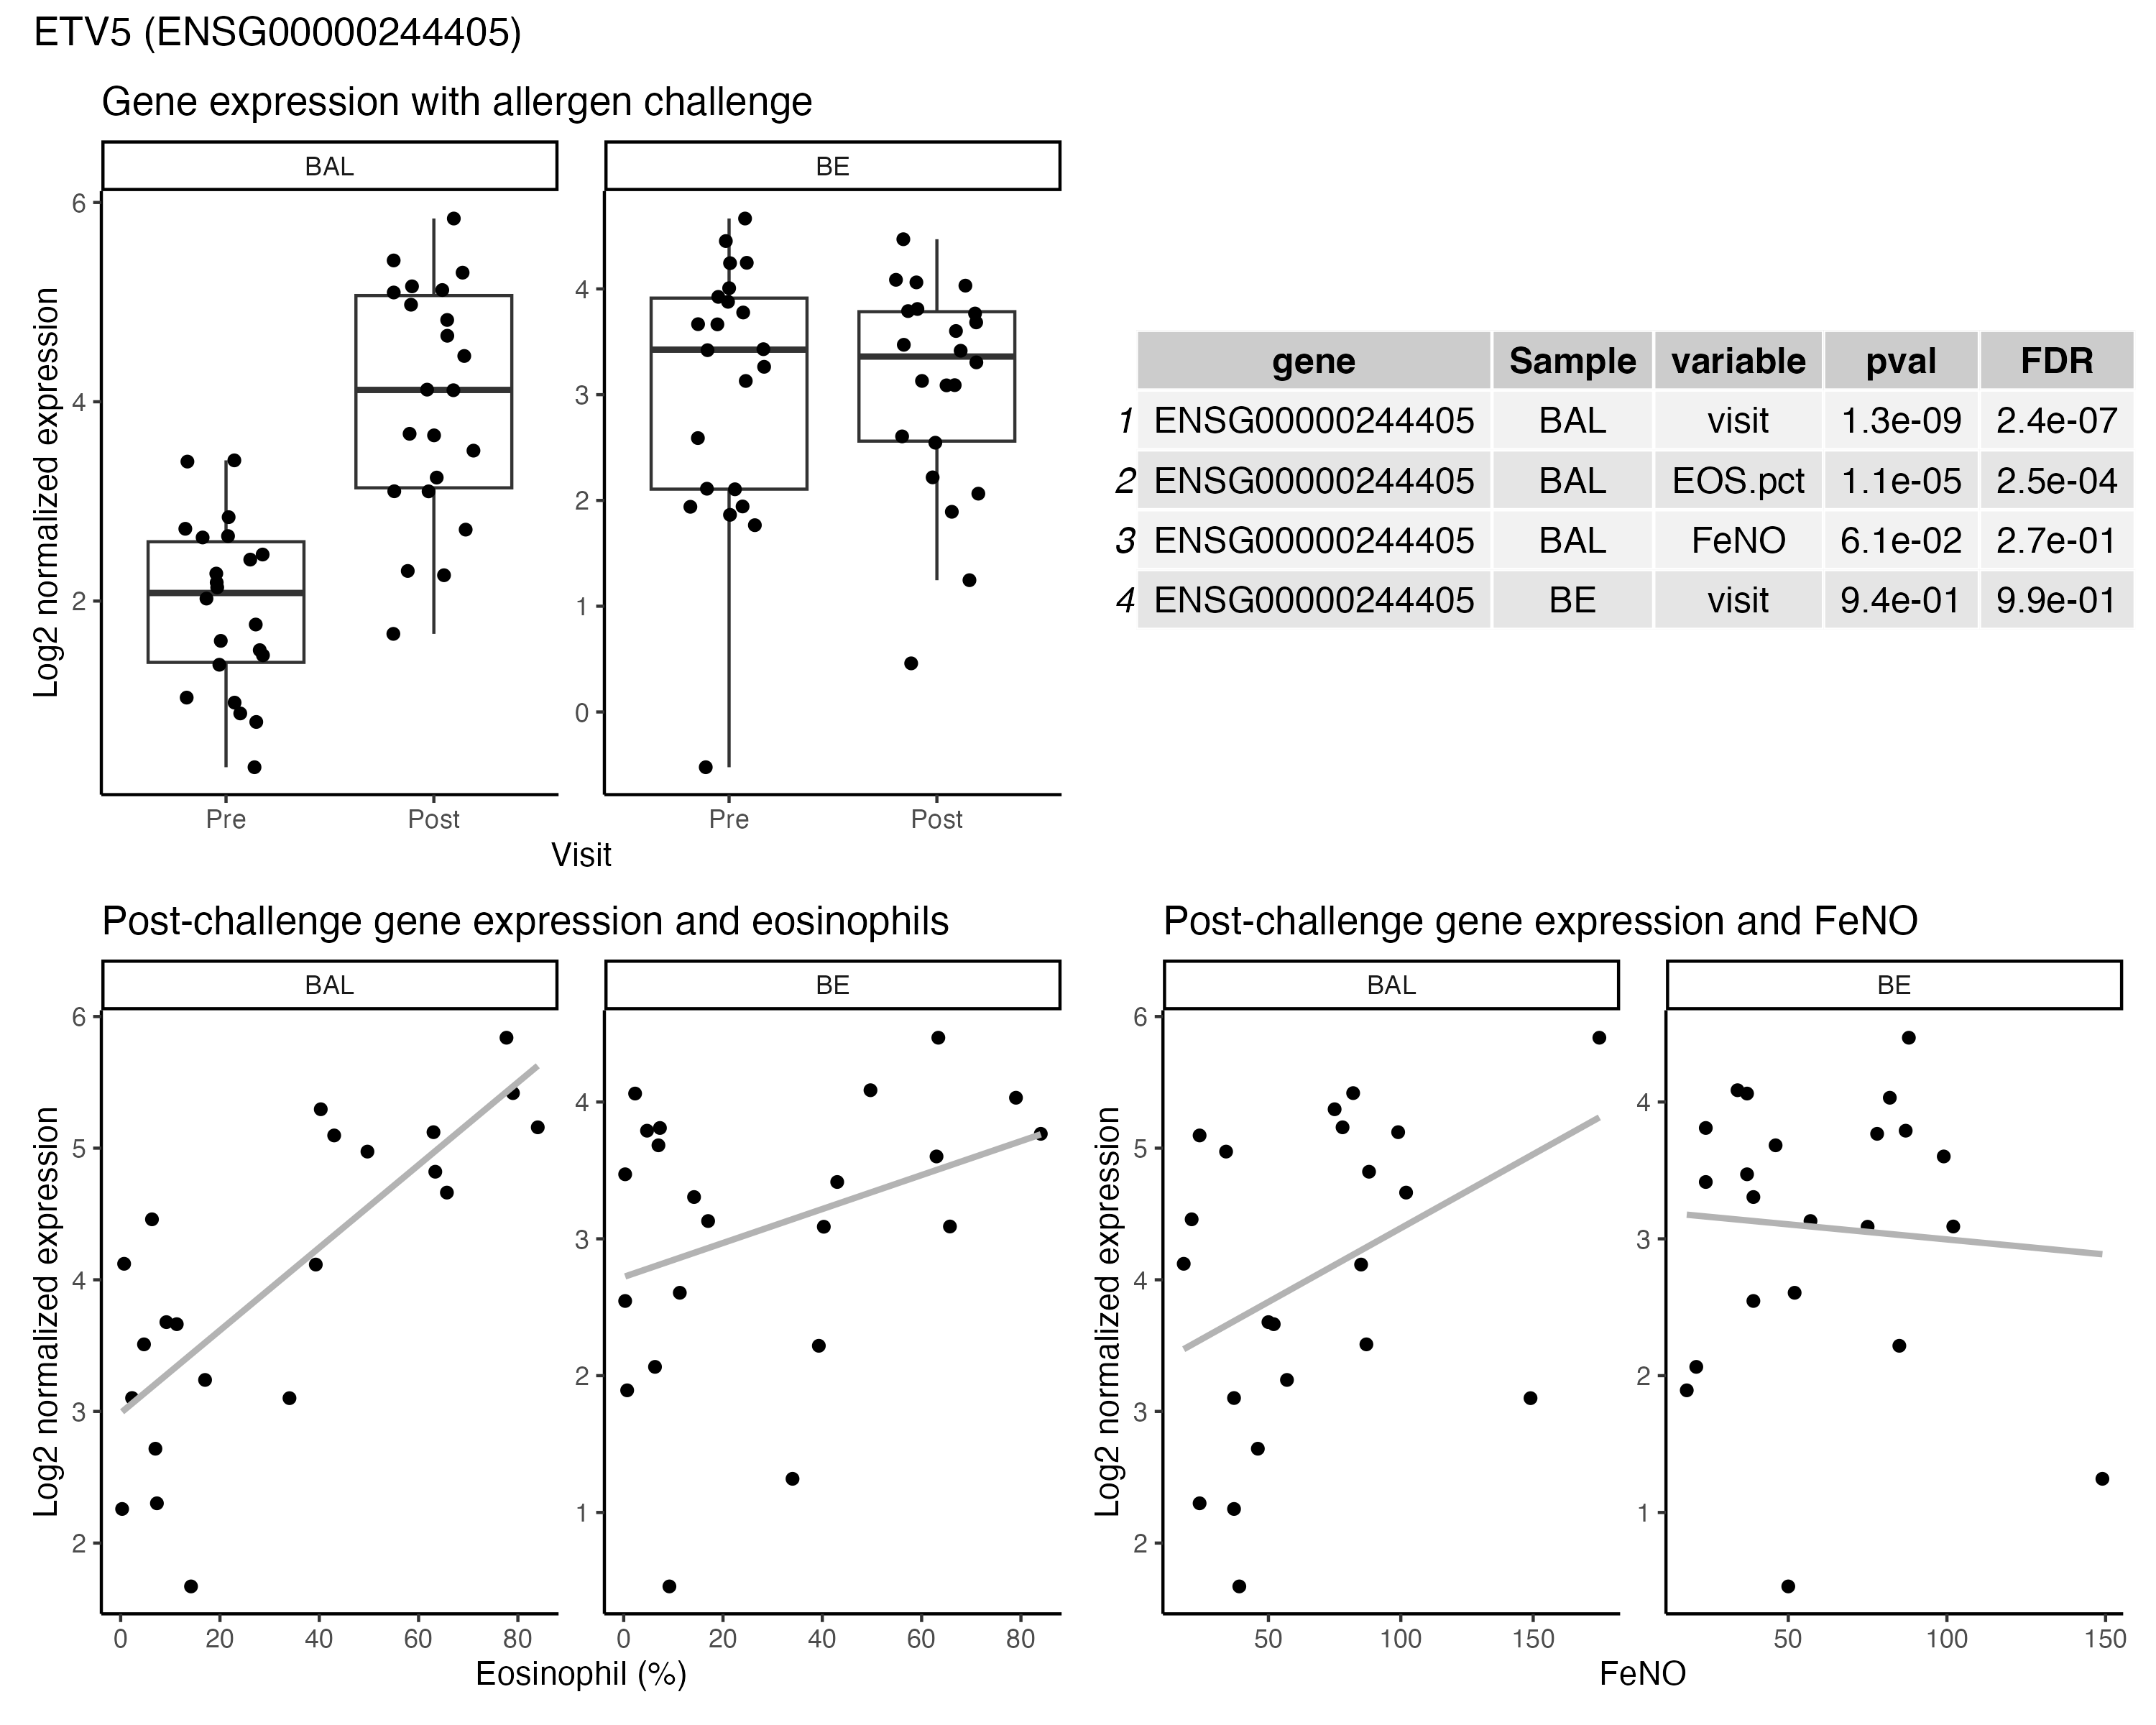 ETV5 (ENSG00000244405)
Gene expression with allergen challenge
BAL BE
Log2 normalized expression
6
4
2
4
3
2
1
0
Pre Post Pre Post
Visit
gene Sample variable pval FDR
1 ENSG00000244405 BAL visit 1.3e-09 2.4e-07
2 ENSG00000244405 BAL EOS.pct 1.1e-05 2.5e-04
3 ENSG00000244405 BAL FeNO 6.1e-02 2.7e-01
4 ENSG00000244405 BE visit 9.4e-01 9.9e-01
Post-challenge gene expression and eosinophils
BAL BE
Log2 normalized expression
6
5
4
3
2
4
3
2
1
0 20 40 60 80 0 20 40 60 80
Eosinophil (%)
Post-challenge gene expression and FeNO
BAL BE
Log2 normalized expression
6
5
4
3
2
4
3
2
1
50 100 150 50 100 150
FeNO